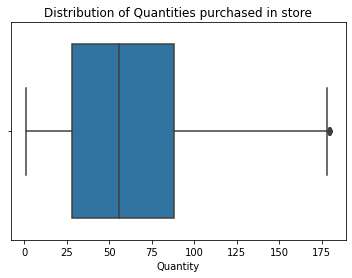 Distribution of Quantities purchased in store
0 25 50 75 100 125 150 175
Quantity